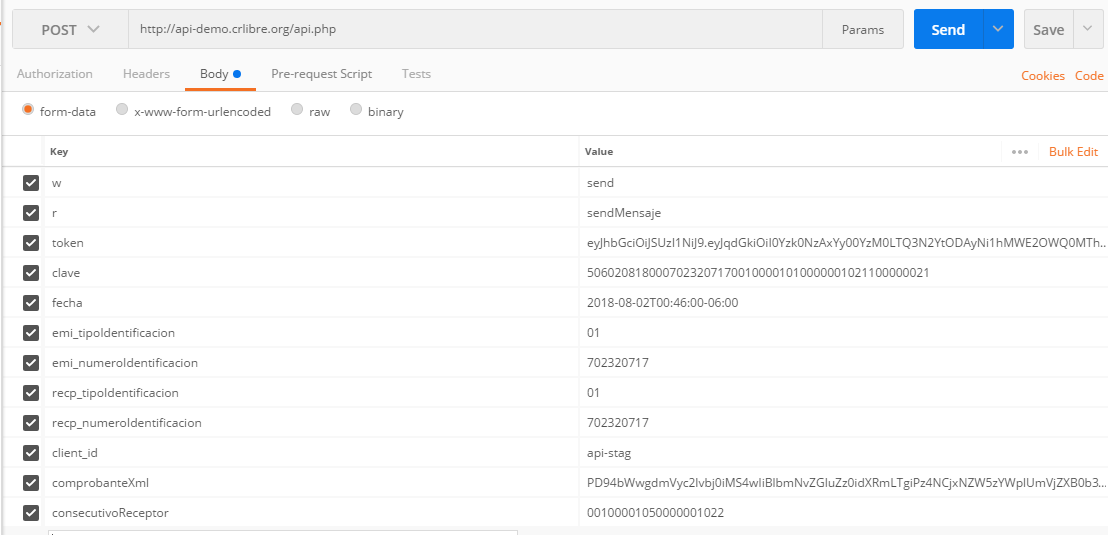 POST http://api-demo.crlibre.org/api.php Params Send Save
Authorization Headers Body Pre-request Script Tests Cookies Code
form-data x-www-form-urlencoded raw binary
Key Value ••• Bulk Edit
w send
r sendMensaje
token eyJhbGciOiJSUzI1NiJ9.eyJqdGkiOiI0Yzk0NzAxYy00YzM0LTQ3N2YtODAyNi1hMWE2OWQ0MTh...
clave 50602081800070232071700100001010000001021100000021
fecha 2018-08-02T00:46:00-06:00
emi_tipoIdentificacion 01
emi_numeroIdentificacion 702320717
recp_tipoIdentificacion 01
recp_numeroIdentificacion 702320717
client_id api-stag
comprobanteXml PD94bWwgdmVyc2lvbj0iMS4wIiBlbmNvZGluZz0idXRmLTgiPz4NCjxNZW5zYWplUmVjZXB0b3...
consecutivoReceptor 00100001050000001022